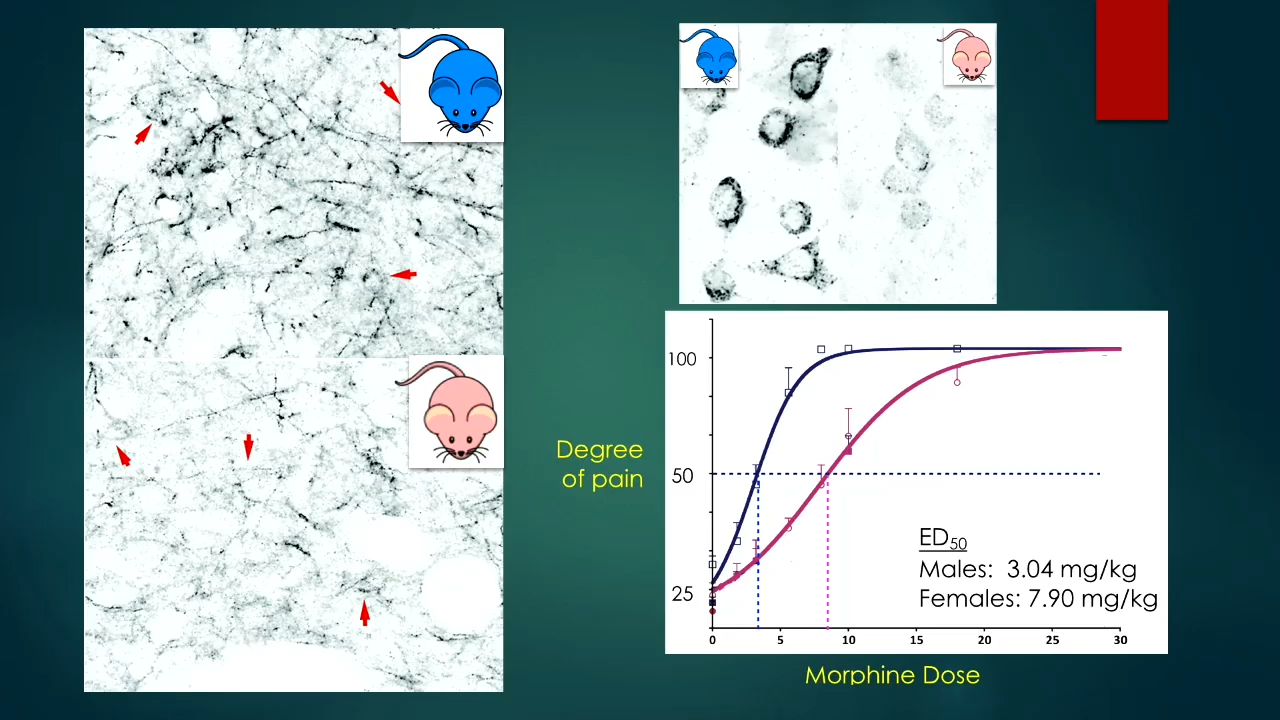 Degree
of pain
100
50
25
ED50
Males: 3.04 mg/kg
Females: 7.90 mg/kg
0 5 10 15 20 25 30
Morphine Dose